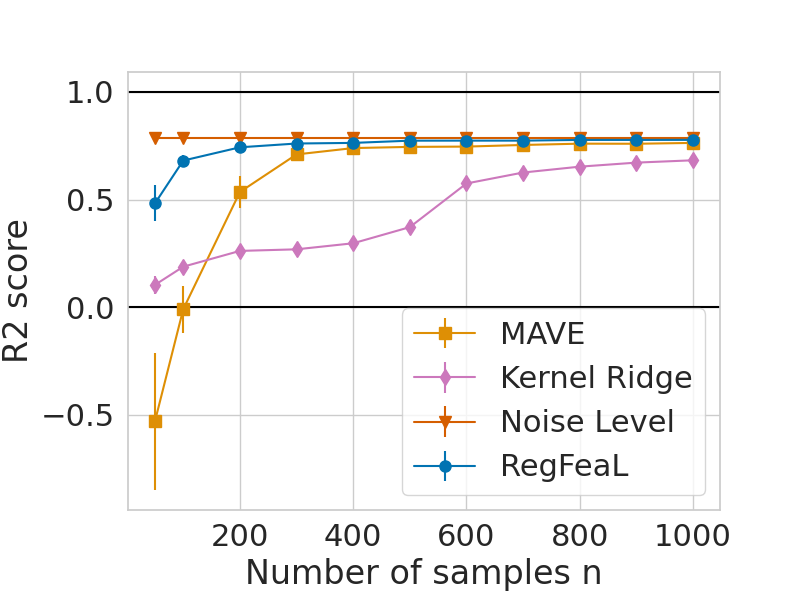 1.0
0.5
0.0
−0.5
R2 score
200
400
600
800
1000
Number of samples n
MAVE
Kernel Ridge
Noise Level
RegFeaL